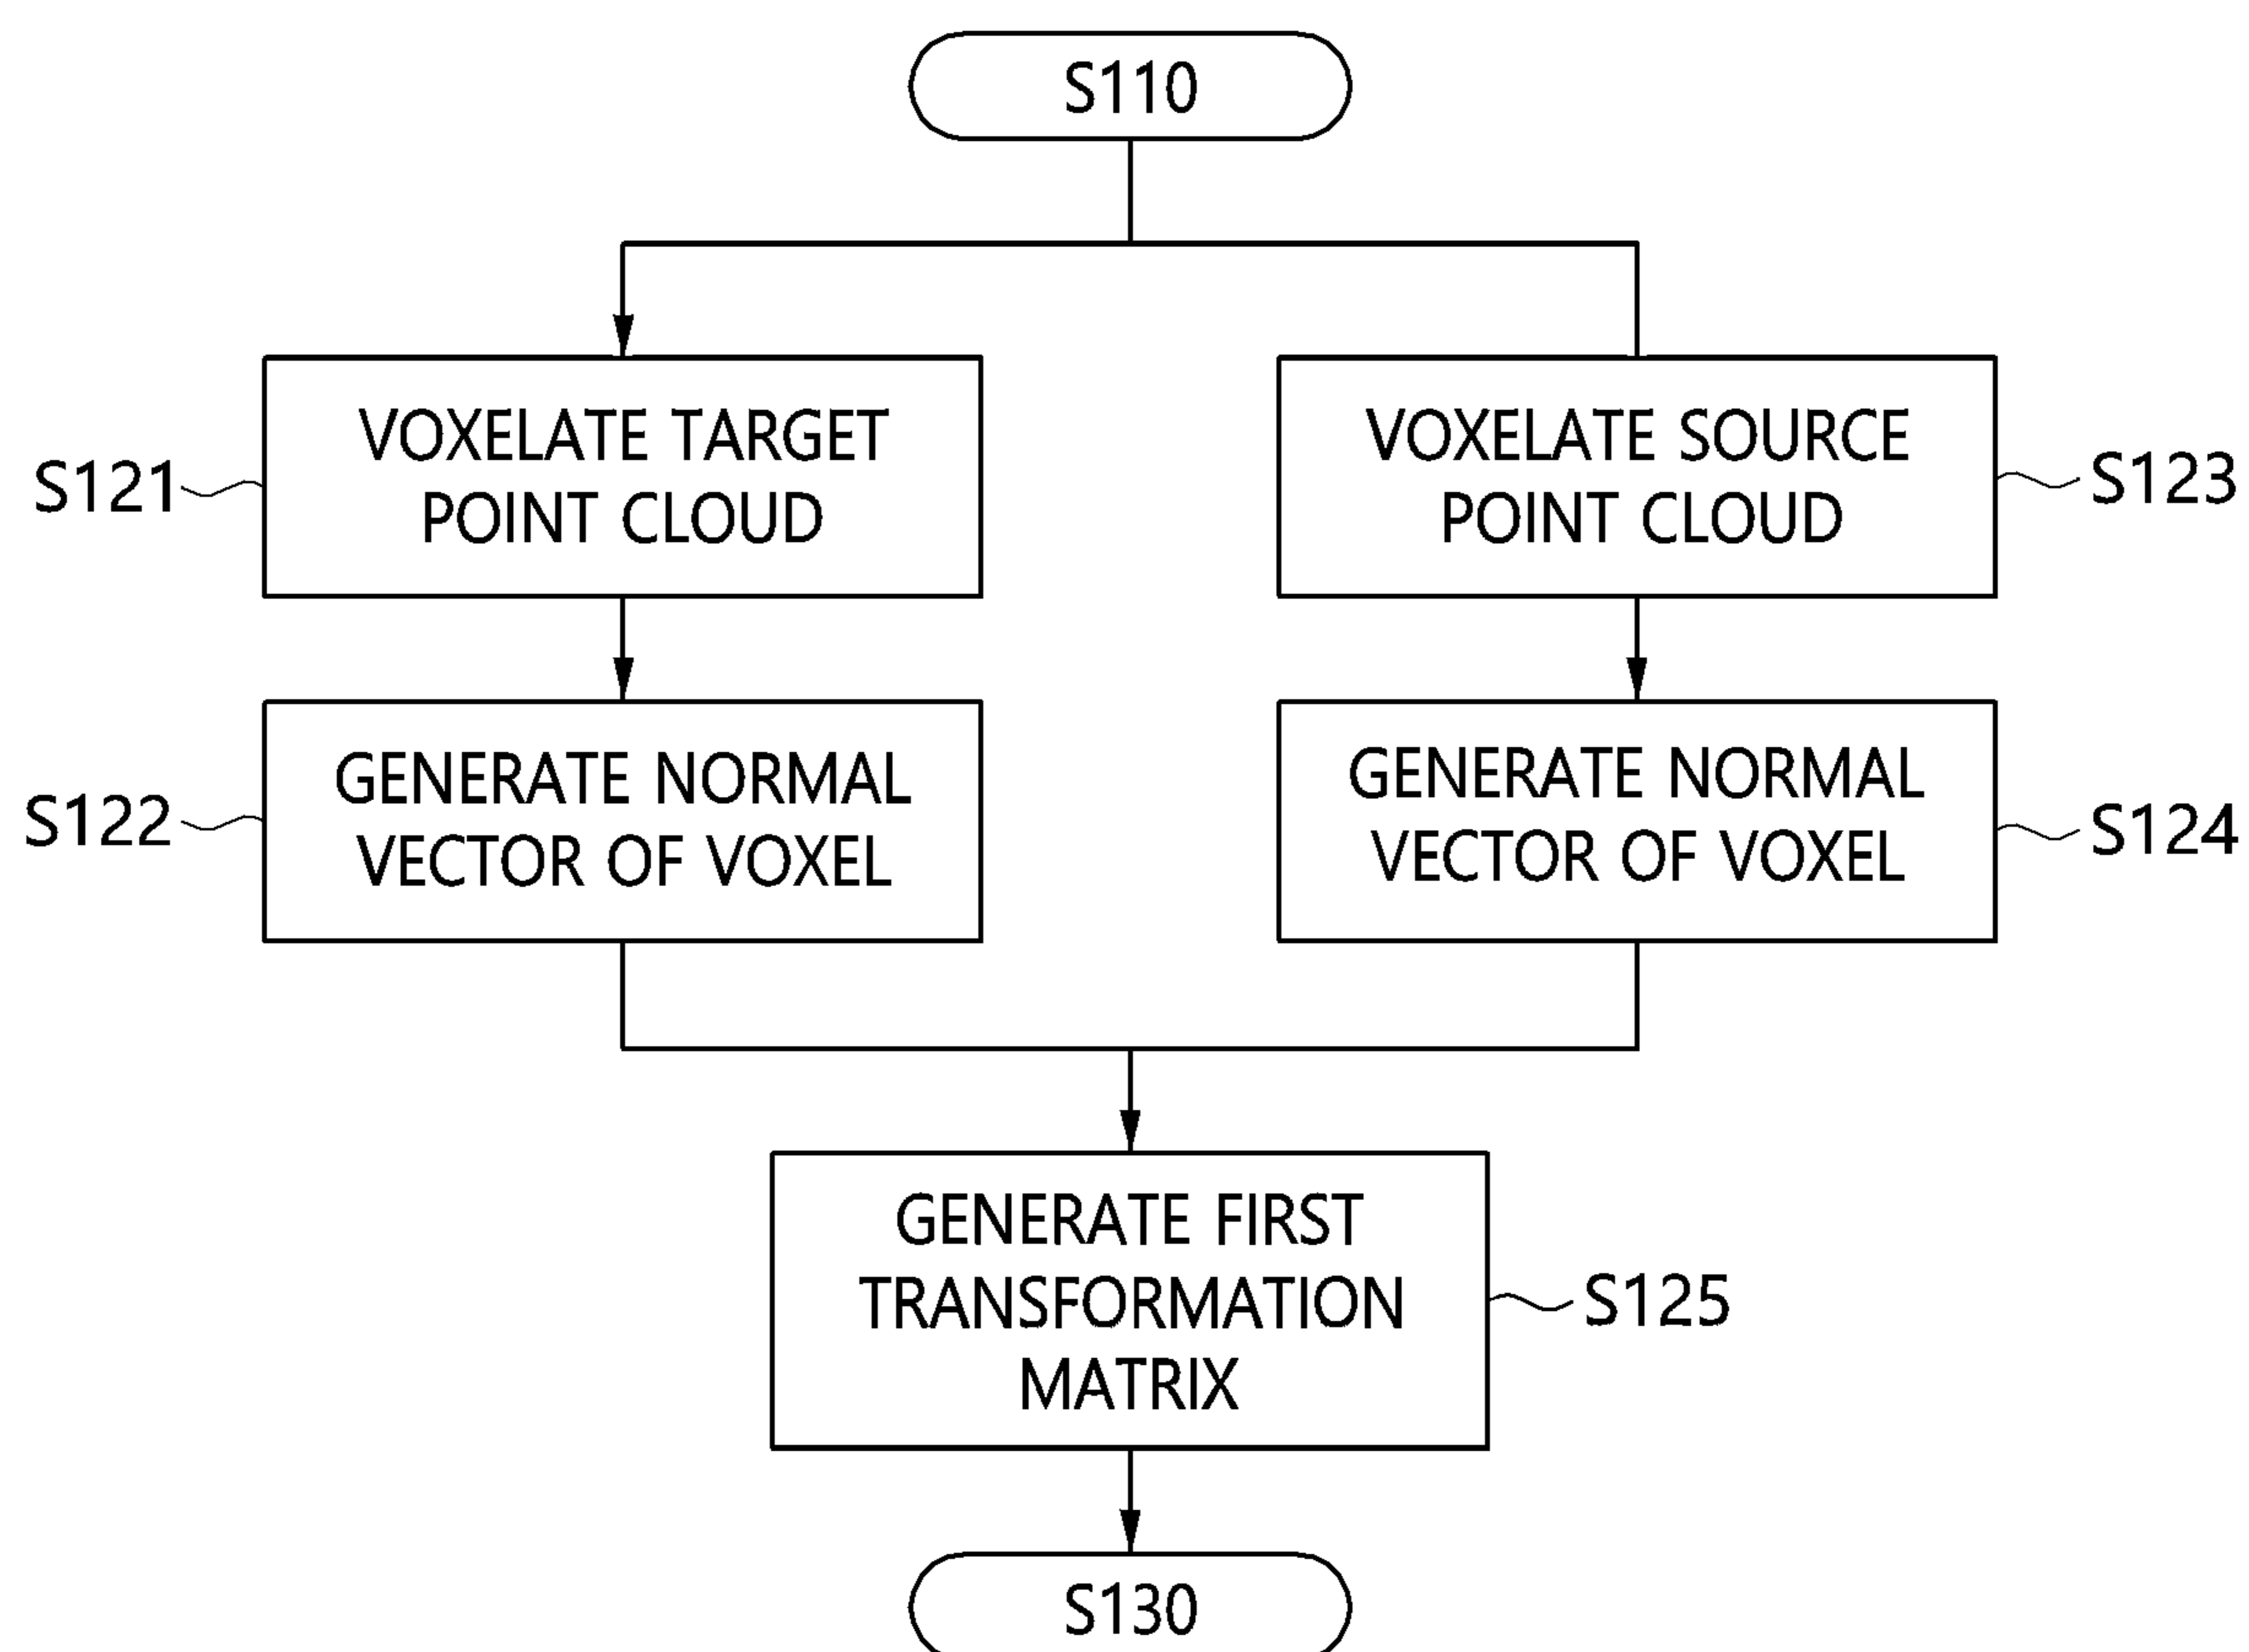 S110
VOXELATE TARGET
POINT CLOUD
S121
VOXELATE SOURCE
POINT CLOUD
S123
GENERATE NORMAL
VECTOR OF VOXEL
S122
GENERATE NORMAL
VECTOR OF VOXEL
S124
GENERATE FIRST
TRANSFORMATION
MATRIX
S125
S130